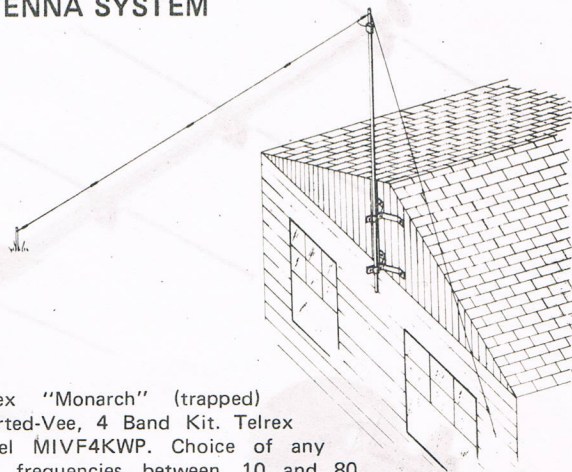 ENNA SYSTEM
ex "Monarch" (trapped)
rted-Vee, 4 Band Kit. Telrex
el MIVF4KWP. Choice of any
frequencies between 10 and 80